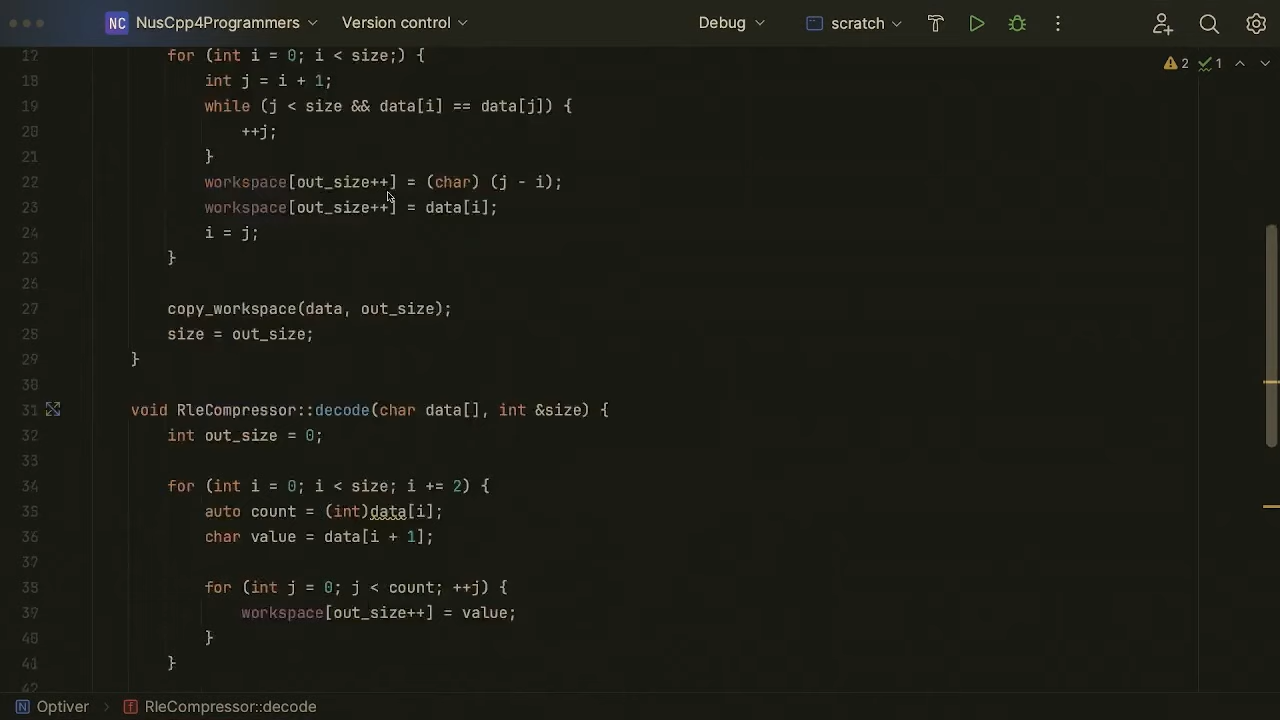 NC NusCpp4Programmers Version control Debug scratch
17 for (int i = 0; i < size;) {
18 int j = i + 1;
19 while (j < size && data[i] == data[j]) {
20 ++j;
21 }
22 workspace[out_size++] = (char) (j - i);
23 workspace[out_size++] = data[i];
24 i = j;
25 }
26
27 copy_workspace(data, out_size);
28 size = out_size;
29 }
30
31 void RleCompressor::decode(char data[], int &size) {
32 int out_size = 0;
33
34 for (int i = 0; i < size; i += 2) {
35 auto count = (int)data[i];
36 char value = data[i + 1];
37
38 for (int j = 0; j < count; ++j) {
39 workspace[out_size++] = value;
40 }
41 }
42
2 1
N Optiver f RleCompressor::decode